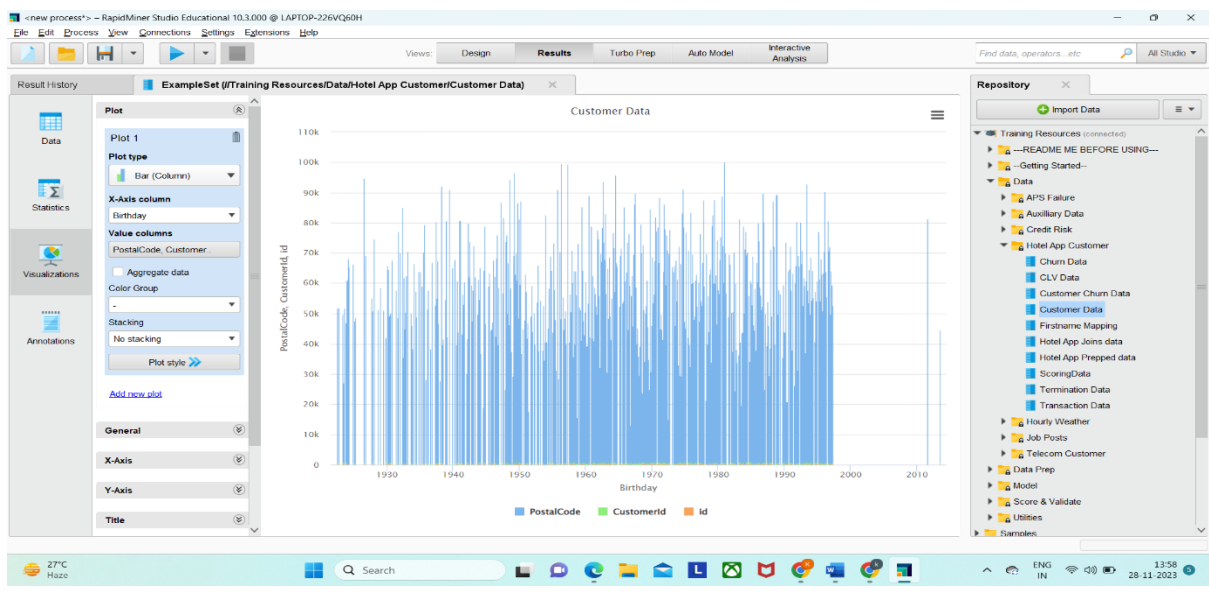 <new process*> – RapidMiner Studio Educational 10.3.000 @ LAPTOP-226VQ60H
File Edit Process View Connections Settings Extensions Help
Views: Design Results Turbo Prep Auto Model Interactive Analysis
Find data, operators...etc All Studio
Result History
ExampleSet (//Training Resources/Data/Hotel App Customer/Customer Data)
Data
Statistics
Visualizations
Annotations
Plot
Plot 1
Plot type
Bar (Column)
X-Axis column
Birthday
Value columns
PostalCode, Customer...
Aggregate data
Color Group
-
Stacking
No stacking
Plot style
Add new plot
General
X-Axis
Y-Axis
Title
Customer Data
PostalCode, CustomerId, id
110k
100k
90k
80k
70k
60k
50k
40k
30k
20k
10k
0
1930 1940 1950 1960 1970 1980 1990 2000 2010
Birthday
PostalCode CustomerId id
Repository
Import Data
Training Resources (connected)
---README ME BEFORE USING---
--Getting Started--
Data
APS Failure
Auxilliary Data
Credit Risk
Hotel App Customer
Churn Data
CLV Data
Customer Churn Data
Customer Data
Firstname Mapping
Hotel App Joins data
Hotel App Prepped data
ScoringData
Termination Data
Transaction Data
Hourly Weather
Job Posts
Telecom Customer
Data Prep
Model
Score & Validate
Utilities
Samples
27°C
Haze
Search
ENG
IN
13:58
28-11-2023